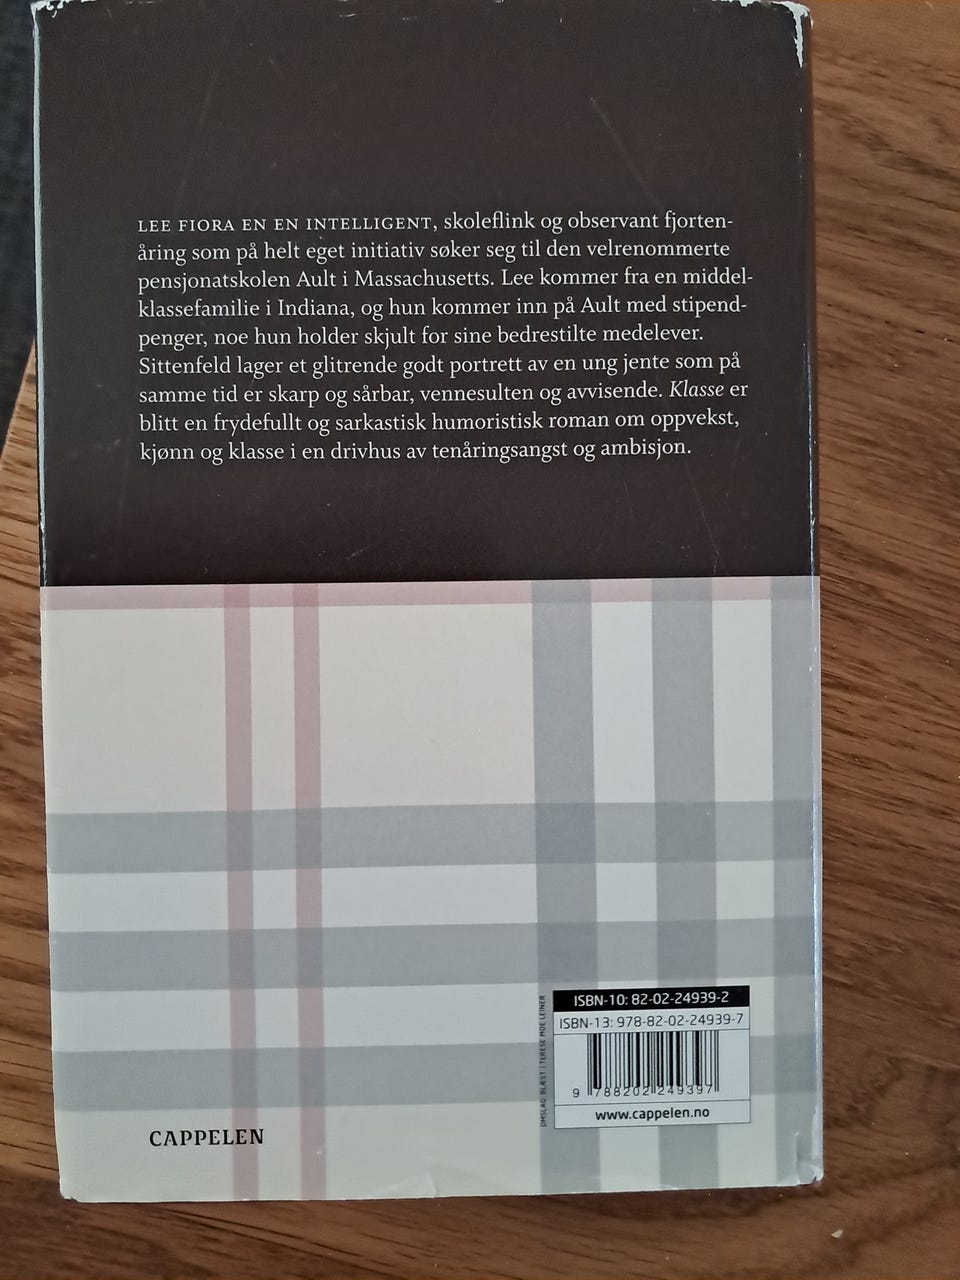 LEE FIORA EN EN INTELLIGENT, skoleflink og observant fjorten-
åring som på helt eget initiativ søker seg til den velrenommerte
pensjonatskolen Ault i Massachusetts. Lee kommer fra en middel-
klassefamilie i Indiana, og hun kommer inn på Ault med stipend-
penger, noe hun holder skjult for sine bedrestilte medelever.
Sittenfeld lager et glitrende godt portrett av en ung jente som på
samme tid er skarp og sårbar, vennesulten og avvisende. Klasse er
blitt en frydefullt og sarkastisk humoristisk roman om oppvekst,
kjønn og klasse i en drivhus av tenåringsangst og ambisjon.
OMSLAG: BLÆST | TERESE MOE LEINER
ISBN-10: 82-02-24939-2
ISBN-13: 978-82-02-24939-7
9 788202 249397
www.cappelen.no
CAPPELEN